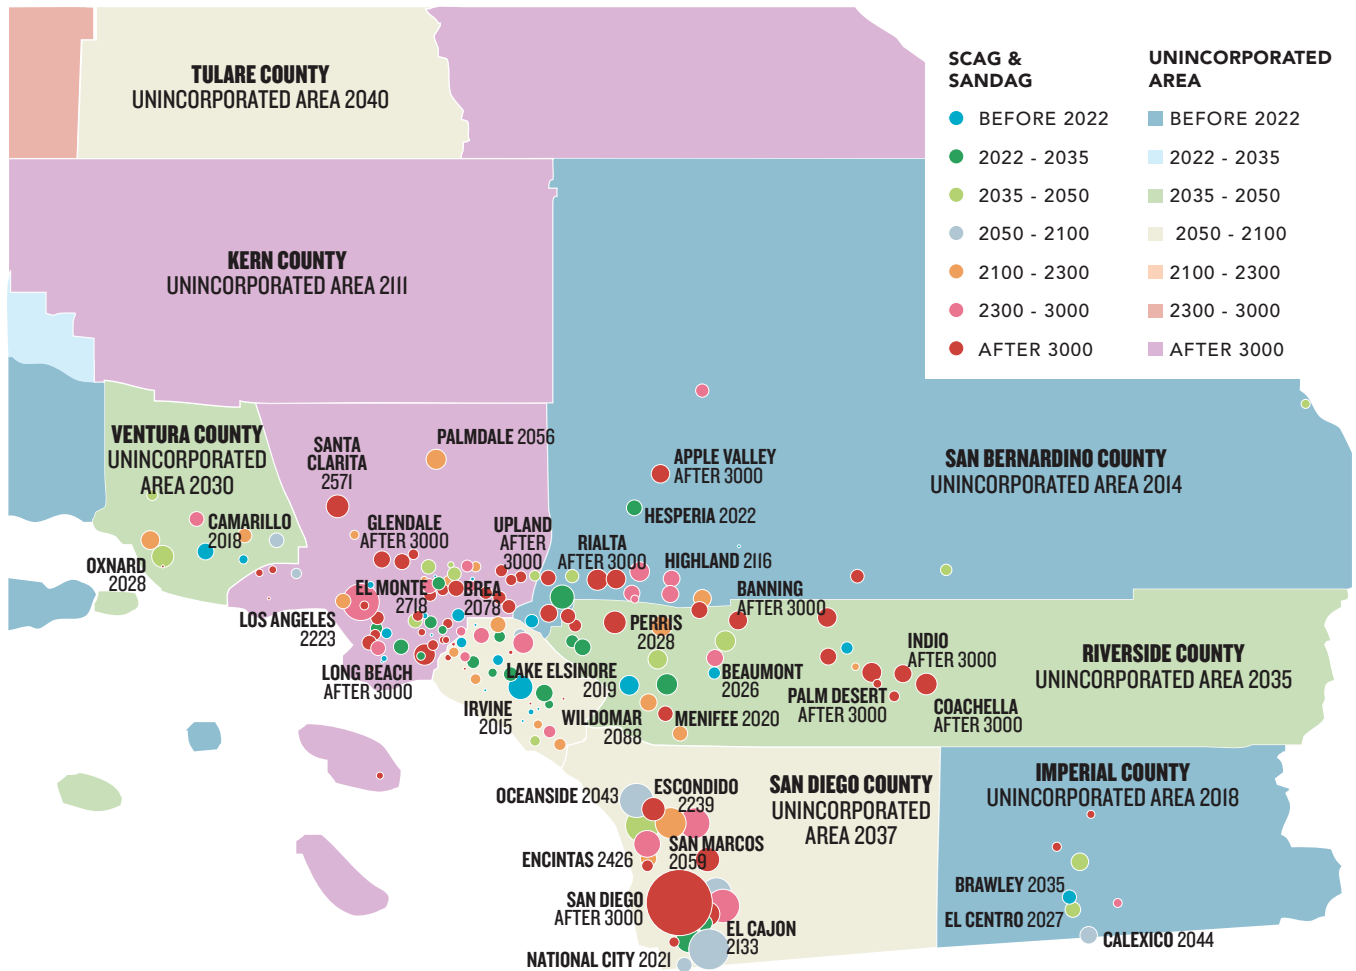 TULARE COUNTY
UNINCORPORATED AREA 2040
SCAG &
SANDAG
BEFORE 2022
2022 - 2035
2035 - 2050
2050 - 2100
2100 - 2300
2300 - 3000
AFTER 3000
UNINCORPORATED
AREA
BEFORE 2022
2022 - 2035
2035 - 2050
2050 - 2100
2100 - 2300
2300 - 3000
AFTER 3000
KERN COUNTY
UNINCORPORATED AREA 2111
VENTURA COUNTY
UNINCORPORATED
AREA 2030
CAMARILLO
2018
OXNARD
2028
SANTA
CLARITA
2571
PALMDALE 2056
GLENDALE
AFTER 3000
UPLAND
AFTER
3000
EL MONTE
2718
BREA
2078
LOS ANGELES
2223
LONG BEACH
AFTER 3000
APPLE VALLEY
AFTER 3000
HESPERIA 2022
RIALTA
AFTER 3000
HIGHLAND 2116
SAN BERNARDINO COUNTY
UNINCORPORATED AREA 2014
BANNING
AFTER 3000
PERRIS
2028
LAKE ELSINORE
2019
BEAUMONT
2026
INDIO
AFTER 3000
PALM DESERT
AFTER 3000
COACHELLA
AFTER 3000
RIVERSIDE COUNTY
UNINCORPORATED AREA 2035
IRVINE
2015
WILDOMAR
2088
MENIFEE 2020
OCEANSIDE 2043
ESCONDIDO
2239
SAN DIEGO COUNTY
UNINCORPORATED
AREA 2037
IMPERIAL COUNTY
UNINCORPORATED AREA 2018
ENCINTAS 2426
SAN MARCOS
2059
SAN DIEGO
AFTER 3000
EL CAJON
2133
NATIONAL CITY 2021
BRAWLEY 2035
EL CENTRO 2027
CALEXICO 2044